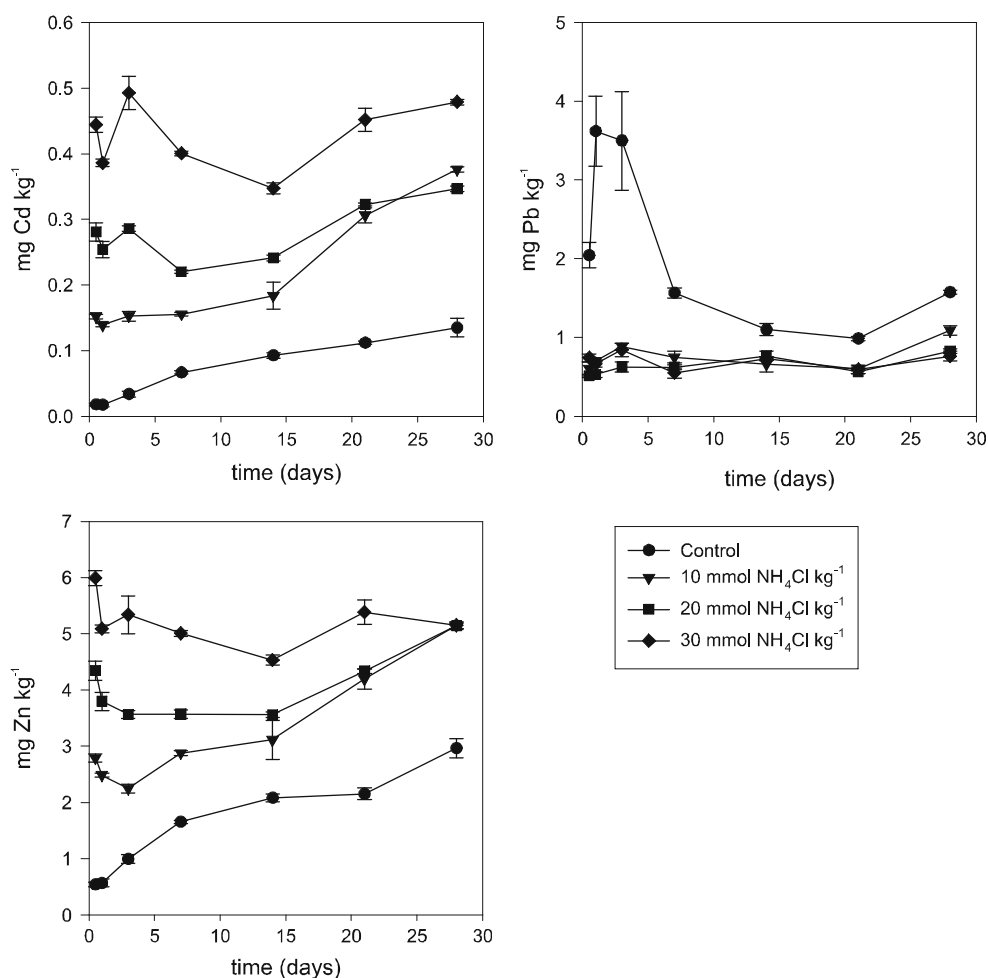 0.6
0.5
0.4
0.3
0.2
0.1
0.0
mg Cd kg⁻¹
0 5 10 15 20 25 30
time (days)
5
4
3
2
1
0
mg Pb kg⁻¹
0 5 10 15 20 25 30
time (days)
7
6
5
4
3
2
1
0
mg Zn kg⁻¹
0 5 10 15 20 25 30
time (days)
Control
10 mmol NH₄Cl kg⁻¹
20 mmol NH₄Cl kg⁻¹
30 mmol NH₄Cl kg⁻¹